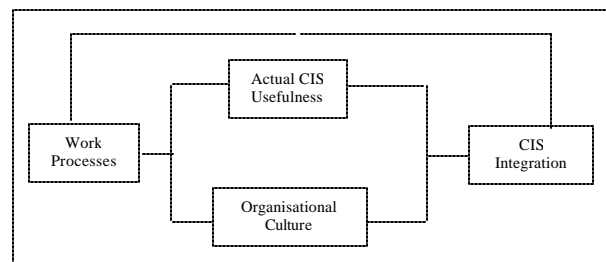 Actual CIS
Usefulness
Work
Processes
CIS
Integration
Organisational
Culture